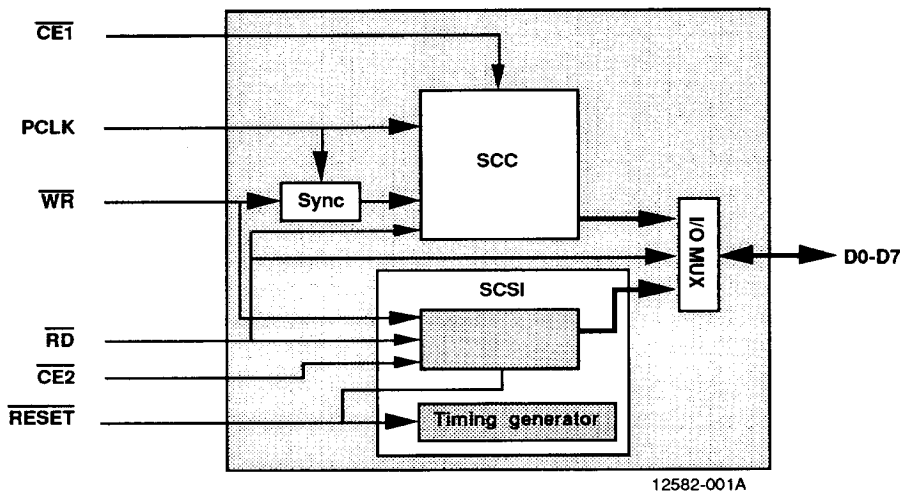 CE1
PCLK
SCC
WR
Sync
I/O MUX
D0-D7
SCSI
RD
CE2
RESET
Timing generator
12582-001A